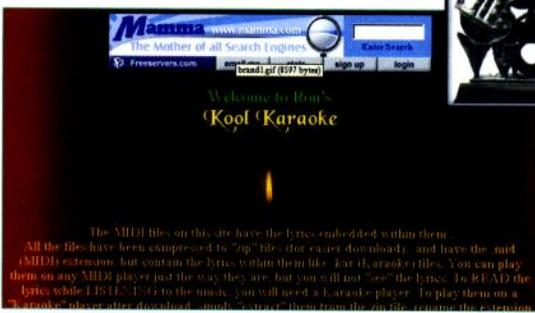 Mamma www.mamma.com
The Mother of all Search Engines
Enter Search
Freeservers.com email me stats sign up login
brand1.gif (8597 bytes)
Welcome to Ron's
Kool Karaoke
The MIDI files on this site have the lyrics embedded within them.
All the files have been compressed to "zip" files (for easier download), and have the .mid
(MIDI) extension, but contain the lyrics within them like .kar (Karaoke) files. You can play
them on any MIDI player just the way they are, but you will not "see" the lyrics. To READ the
lyrics while LISTENING to the music, you will need a Karaoke player. To play them on a
"Karaoke" player after download, simply "extract" them from the zip file, rename the extension